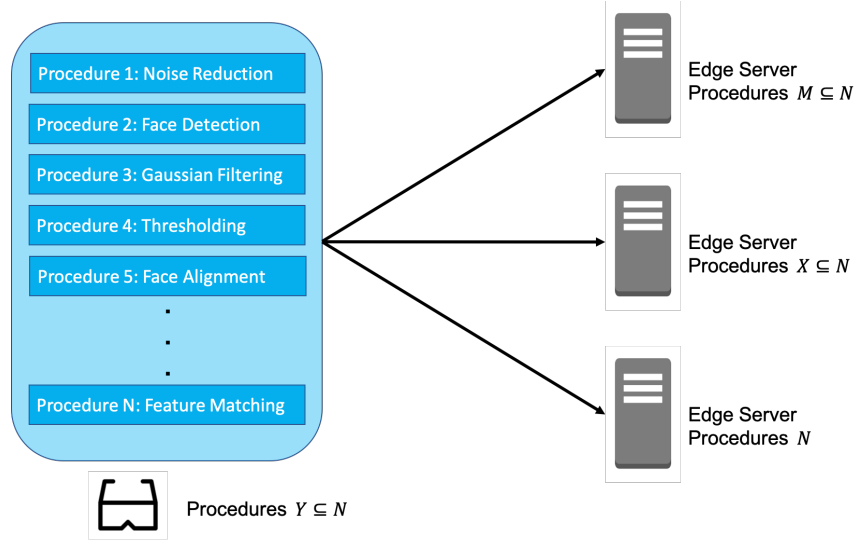 Procedure 1: Noise Reduction
Procedure 2: Face Detection
Procedure 3: Gaussian Filtering
Procedure 4: Thresholding
Procedure 5: Face Alignment
.
.
.
Procedure N: Feature Matching
Procedures Y ⊆ N
Edge Server
Procedures M ⊆ N
Edge Server
Procedures X ⊆ N
Edge Server
Procedures N